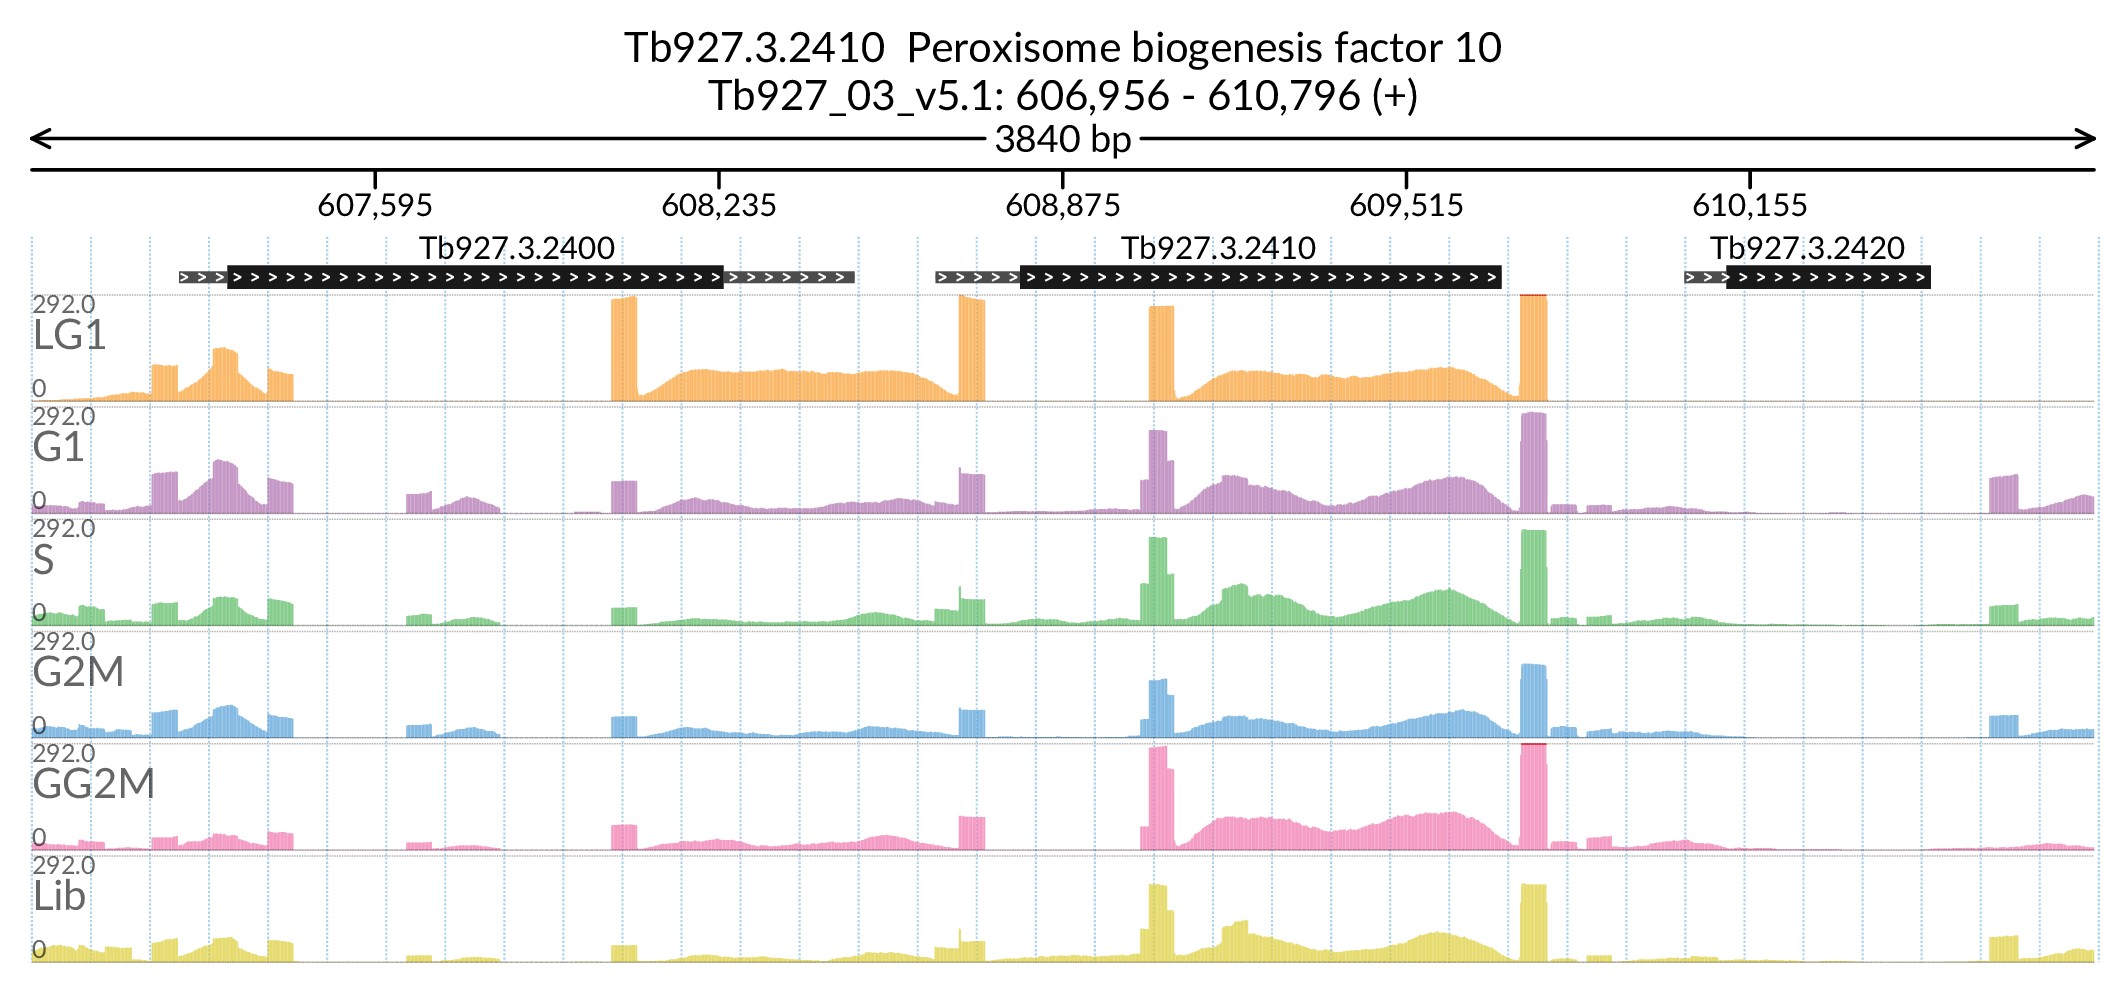 Tb927.3.2410  Peroxisome biogenesis factor 10
Tb927_03_v5.1: 606,956 - 610,796 (+)
3840 bp
607,595 608,235 608,875 609,515 610,155
Tb927.3.2400 Tb927.3.2410 Tb927.3.2420
292.0
LG1
0
292.0
G1
0
292.0
S
0
292.0
G2M
0
292.0
GG2M
0
292.0
Lib
0